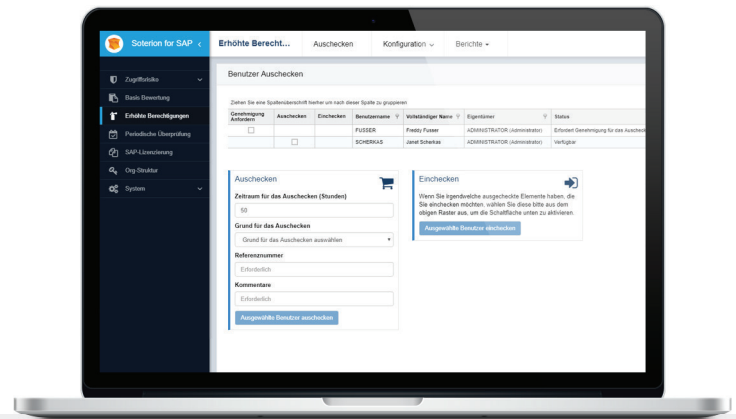 Soterion for SAP ‹
Erhöhte Berecht... Auschecken Konfiguration Berichte
Zugriffsrisiko
Basis Bewertung
Erhöhte Berechtigungen
Periodische Überprüfung
SAP-Lizenzierung
Org-Struktur
System
Benutzer Auschecken
Ziehen Sie eine Spaltenüberschrift hierher um nach dieser Spalte zu gruppieren
Genehmigung Anfordern Auschecken Einchecken Benutzername Vollständiger Name Eigentümer Status
FUSSER Freddy Fusser ADMINISTRATOR (Administrator) Erfordert Genehmigung für das Auscheck
SCHERKAS Janet Scherkas ADMINISTRATOR (Administrator) Verfügbar
Auschecken
Zeitraum für das Auschecken (Stunden)
50
Grund für das Auschecken
Grund für das Auschecken auswählen
Referenznummer
Erforderlich
Kommentare
Erforderlich
Ausgewählte Benutzer auschecken
Einchecken
Wenn Sie irgendwelche ausgecheckte Elemente haben, die
Sie einchecken möchten, wählen Sie diese bitte aus dem
obigen Raster aus, um die Schaltfläche unten zu aktivieren.
Ausgewählte Benutzer einchecken